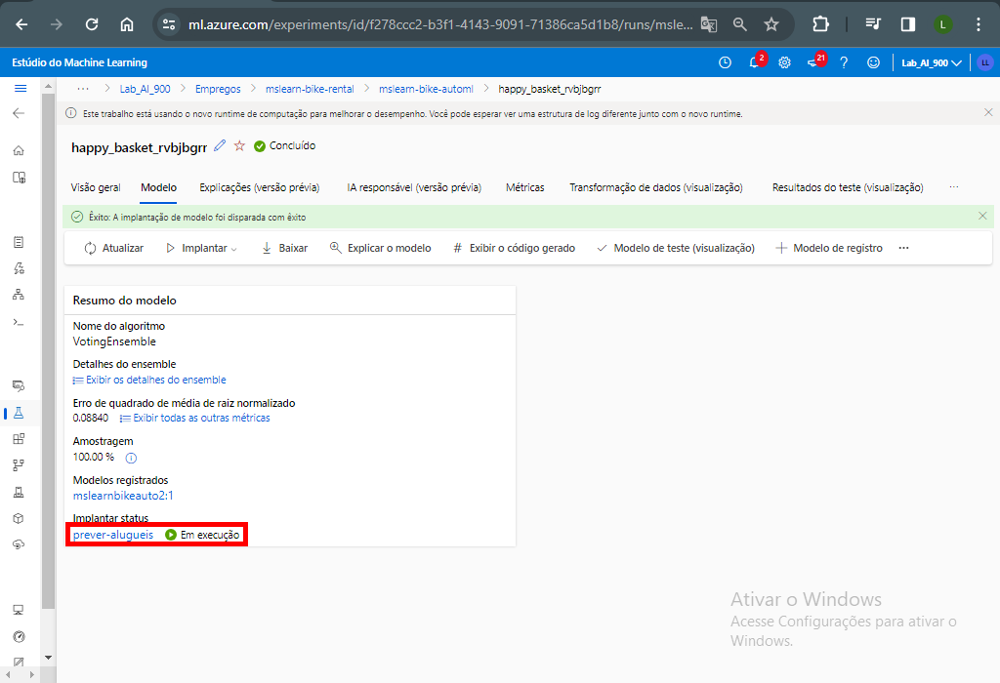 ml.azure.com/experiments/id/f278ccc2-b3f1-4143-9091-71386ca5d1b8/runs/msle...
L
Estúdio do Machine Learning
2
21
?
Lab_AI_900
LL
... > Lab_AI_900 > Empregos > mslearn-bike-rental > mslearn-bike-automl > happy_basket_rvbjbgrr
Este trabalho está usando o novo runtime de computação para melhorar o desempenho. Você pode esperar ver uma estrutura de log diferente junto com o novo runtime.
happy_basket_rvbjbgrr
Concluído
Visão geral
Modelo
Explicações (versão prévia)
IA responsável (versão prévia)
Métricas
Transformação de dados (visualização)
Resultados do teste (visualização)
...
Êxito: A implantação de modelo foi disparada com êxito
Atualizar
Implantar
Baixar
Explicar o modelo
# Exibir o código gerado
Modelo de teste (visualização)
Modelo de registro
...
Resumo do modelo
Nome do algoritmo
VotingEnsemble
Detalhes do ensemble
Exibir os detalhes do ensemble
Erro de quadrado de média de raiz normalizado
0.08840 Exibir todas as outras métricas
Amostragem
100.00 %
Modelos registrados
mslearnbikeauto2:1
Implantar status
prever-alugueis Em execução
Ativar o Windows
Acesse Configurações para ativar o
Windows.